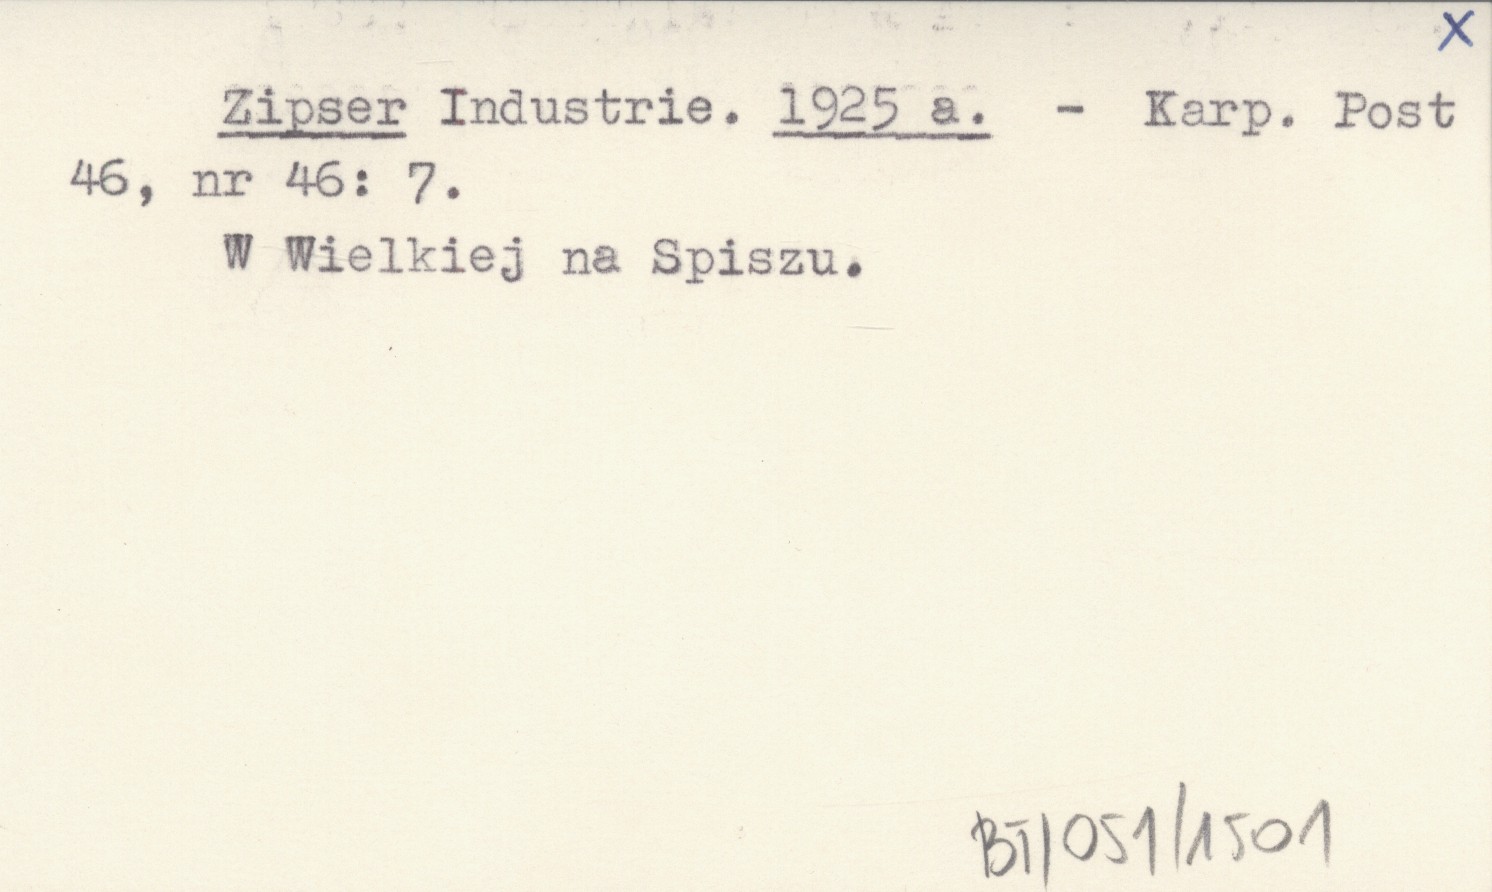 X
Zipser Industrie. 1925 a. - Karp. Post
46, nr 46: 7.
W Wielkiej na Spiszu.
BT/051/1501